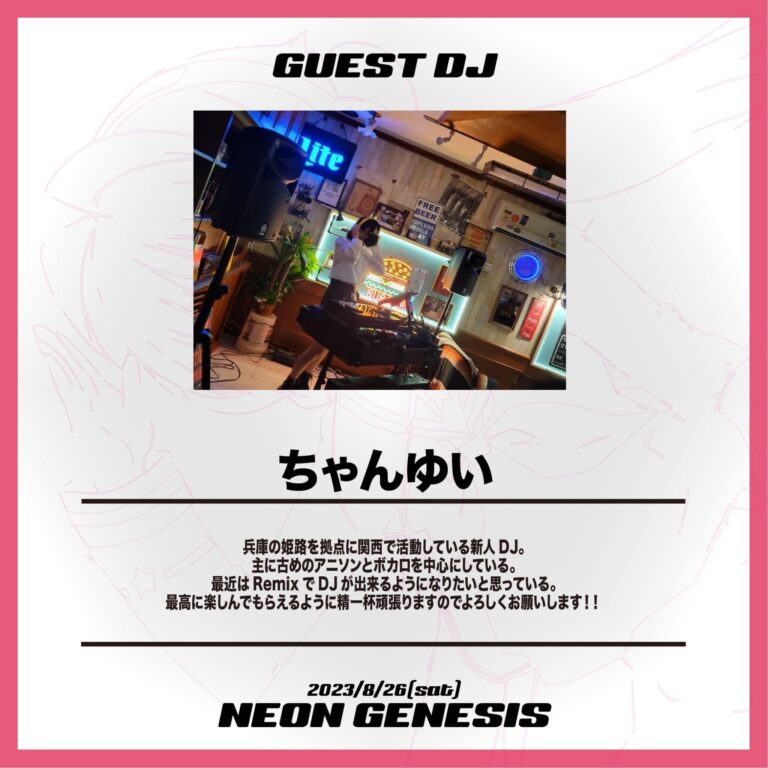 GUEST DJ
Lite
FREE
BEER
ちゃんゆい
兵庫の姫路を拠点に関西で活動している新人DJ。
主に古めのアニソンとボカロを中心にしている。
最近はRemixでDJが出来るようになりたいと思っている。
最高に楽しんでもらえるように精一杯頑張りますのでよろしくお願いします！！
2023/8/26(sat)
NEON GENESIS